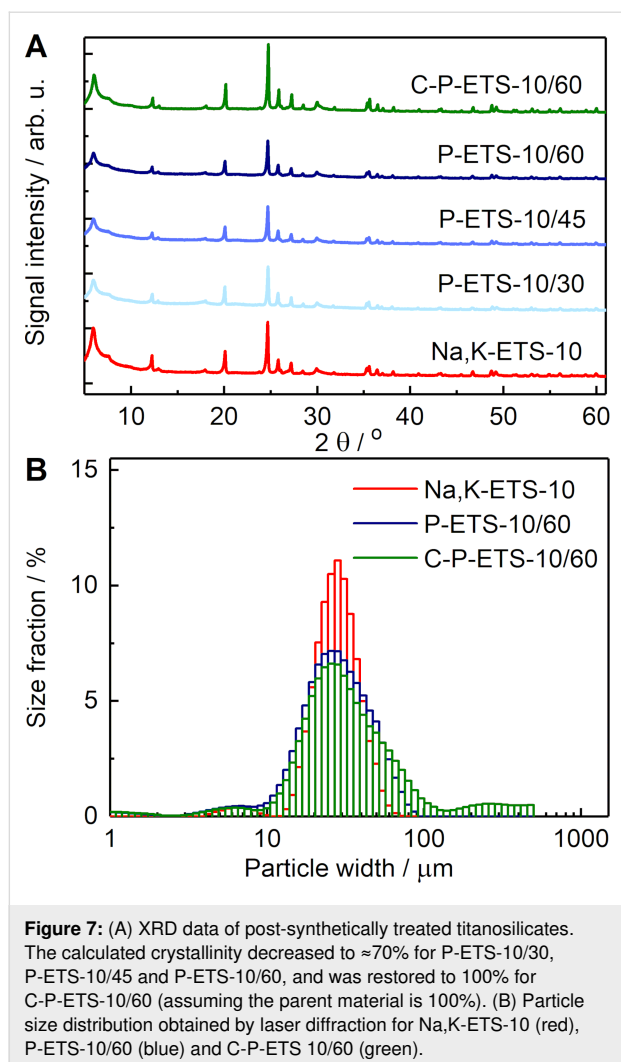 A
Signal intensity / arb. u.
C-P-ETS-10/60
P-ETS-10/60
P-ETS-10/45
P-ETS-10/30
Na,K-ETS-10
10 20 30 40 50 60
2 θ / °
B
Size fraction / %
15
10
5
0
Na,K-ETS-10
P-ETS-10/60
C-P-ETS-10/60
1 10 100 1000
Particle width / μm
Figure 7: (A) XRD data of post-synthetically treated titanosilicates.
The calculated crystallinity decreased to ≈70% for P-ETS-10/30,
P-ETS-10/45 and P-ETS-10/60, and was restored to 100% for
C-P-ETS-10/60 (assuming the parent material is 100%). (B) Particle
size distribution obtained by laser diffraction for Na,K-ETS-10 (red),
P-ETS-10/60 (blue) and C-P-ETS 10/60 (green).